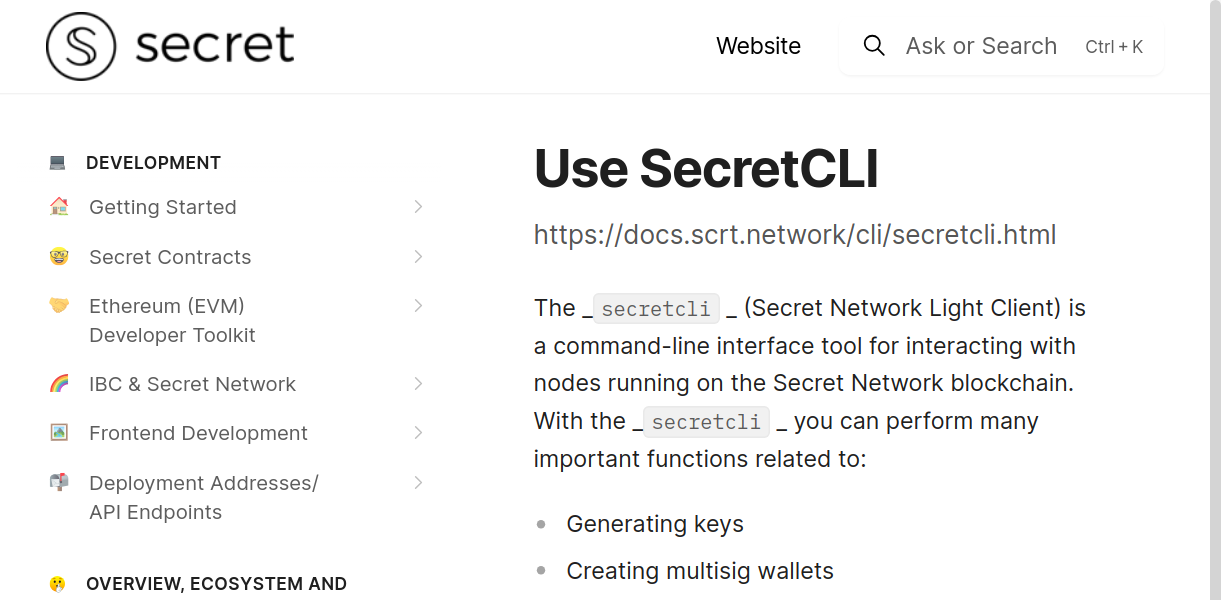 secret
Website
Ask or Search Ctrl + K
DEVELOPMENT
Getting Started
Secret Contracts
Ethereum (EVM)
Developer Toolkit
IBC & Secret Network
Frontend Development
Deployment Addresses/
API Endpoints
OVERVIEW, ECOSYSTEM AND
Use SecretCLI
https://docs.scrt.network/cli/secretcli.html
The _ secretcli _ (Secret Network Light Client) is
a command-line interface tool for interacting with
nodes running on the Secret Network blockchain.
With the _ secretcli _ you can perform many
important functions related to:
Generating keys
Creating multisig wallets